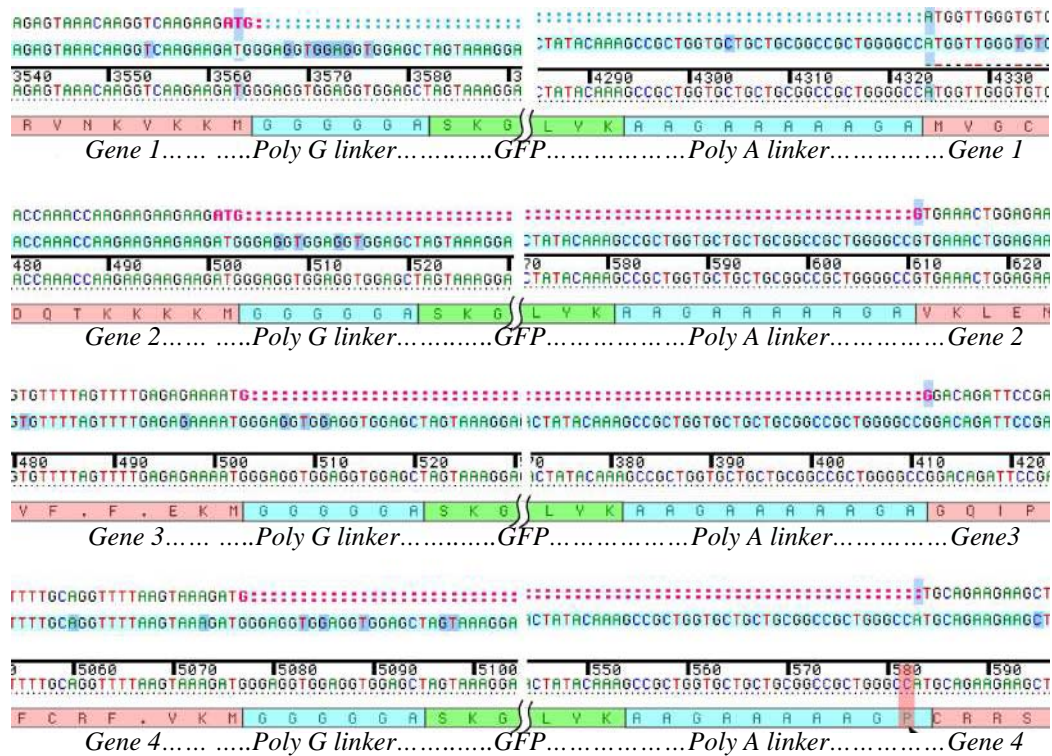 AGAGTAAACAAGGTCAAGAAGATG ATGGTTGGGTGTC
AGAGTAAACAAGGTCAAGAAGATGGGAGGTGGAGGTGGAGCTAGTAAAGGA CTATACAAAGCCGCTGGTGCTGCTGCGGCCGCTGGGGCCATGGTTGGGTGTC
3540 3550 3560 3570 3580 3 4290 4300 4310 4320 4330
AGAGTAAACAAGGTCAAGAAGATGGGAGGTGGAGGTGGAGCTAGTAAAGGA CTATACAAAGCCGCTGGTGCTGCTGCGGCCGCTGGGGCCATGGTTGGGTGTC
R V N K V K K M G G G G G A S K G L Y K A A G A A A A A G A M V G C
Gene 1…… …..Poly G linker……..…..GFP……………Poly A linker……………Gene 1
ACCAAACCAAGAAGAAGAAGATG GTGAAACTGGAGAA
ACCAAACCAAGAAGAAGAAGATGGGAGGTGGAGGTGGAGCTAGTAAAGGA CTATACAAAGCCGCTGGTGCTGCTGCGGCCGCTGGGGCCGTGAAACTGGAGAA
480 490 500 510 520 70 580 590 600 610 620
ACCAAACCAAGAAGAAGAAGATGGGAGGTGGAGGTGGAGCTAGTAAAGGA CTATACAAAGCCGCTGGTGCTGCTGCGGCCGCTGGGGCCGTGAAACTGGAGAA
D Q T K K K K M G G G G G A S K G L Y K A A G A A A A A G A V K L E N
Gene 2…… …..Poly G linker……..…..GFP……………Poly A linker……………Gene 2
GTGTTTTAGTTTTGAGAGAAAATG GGACAGATTCCGA
GTGTTTTAGTTTTGAGAGAAAATGGGAGGTGGAGGTGGAGCTAGTAAAGGA CTATACAAAGCCGCTGGTGCTGCTGCGGCCGCTGGGGCCGGACAGATTCCGA
480 490 500 510 520 70 380 390 400 410 420
GTGTTTTAGTTTTGAGAGAAAATGGGAGGTGGAGGTGGAGCTAGTAAAGGA CTATACAAAGCCGCTGGTGCTGCTGCGGCCGCTGGGGCCGGACAGATTCCGA
V F . F . E K M G G G G G A S K G L Y K A A G A A A A A G A G Q I P
Gene 3…… …..Poly G linker……..…..GFP……………Poly A linker……………Gene3
TTTTGCAGGTTTTAAGTAAAGATG TGCAGAAGAAGCT
TTTTGCAGGTTTTAAGTAAAGATGGGAGGTGGAGGTGGAGCTAGTAAAGGA CTATACAAAGCCGCTGGTGCTGCTGCGGCCGCTGGGCCATGCAGAAGAAGCT
5060 5070 5080 5090 5100 550 560 570 580 590
TTTTGCAGGTTTTAAGTAAAGATGGGAGGTGGAGGTGGAGCTAGTAAAGGA CTATACAAAGCCGCTGGTGCTGCTGCGGCCGCTGGGCCATGCAGAAGAAGCT
F C R F . V K M G G G G G A S K G L Y K A A G A A A A A G P C R R S
Gene 4…… …..Poly G linker……..…..GFP……………Poly A linker……………Gene 4